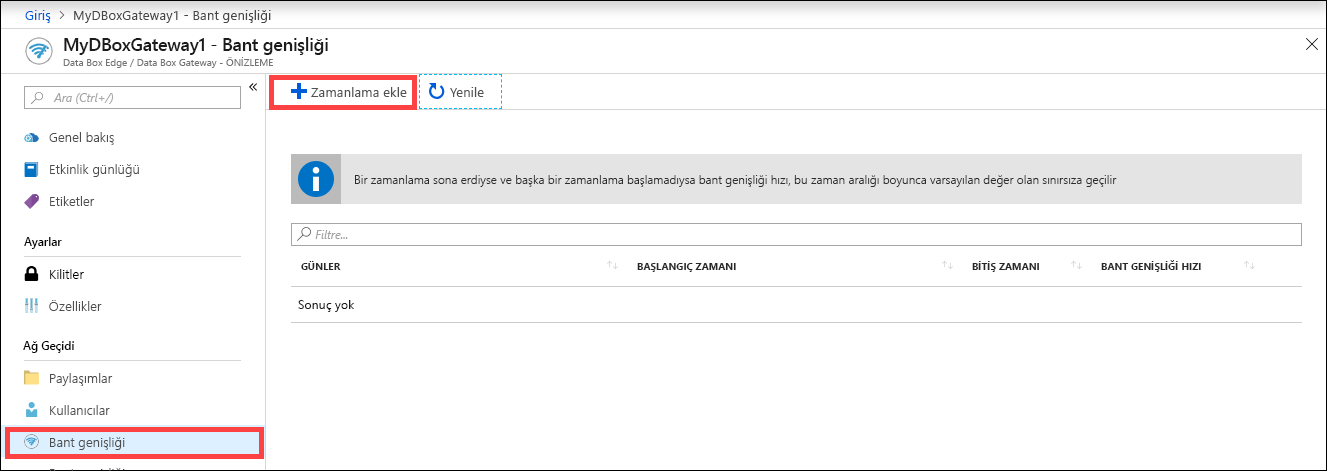 Giriş > MyDBoxGateway1 - Bant genişliği
MyDBoxGateway1 - Bant genişliği
Data Box Edge / Data Box Gateway - ÖNİZLEME
Ara (Ctrl+/)
Genel bakış
Etkinlik günlüğü
Etiketler
Ayarlar
Kilitler
Özellikler
Ağ Geçidi
Paylaşımlar
Kullanıcılar
Bant genişliği
Zamanlama ekle
Yenile
Bir zamanlama sona erdiyse ve başka bir zamanlama başlamadıysa bant genişliği hızı, bu zaman aralığı boyunca varsayılan değer olan sınırsıza geçilir
Filtre...
GÜNLER BAŞLANGIÇ ZAMANI BİTİŞ ZAMANI BANT GENİŞLİĞİ HIZI
Sonuç yok